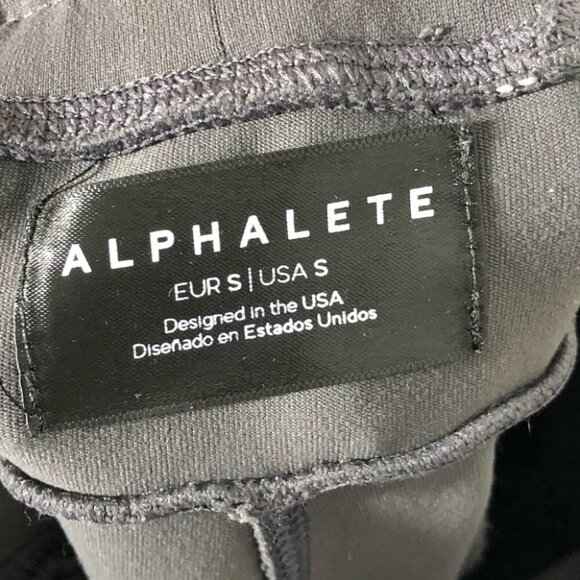 ALPHALETE
EUR S | USA S
Designed in the USA
Diseñado en Estados Unidos